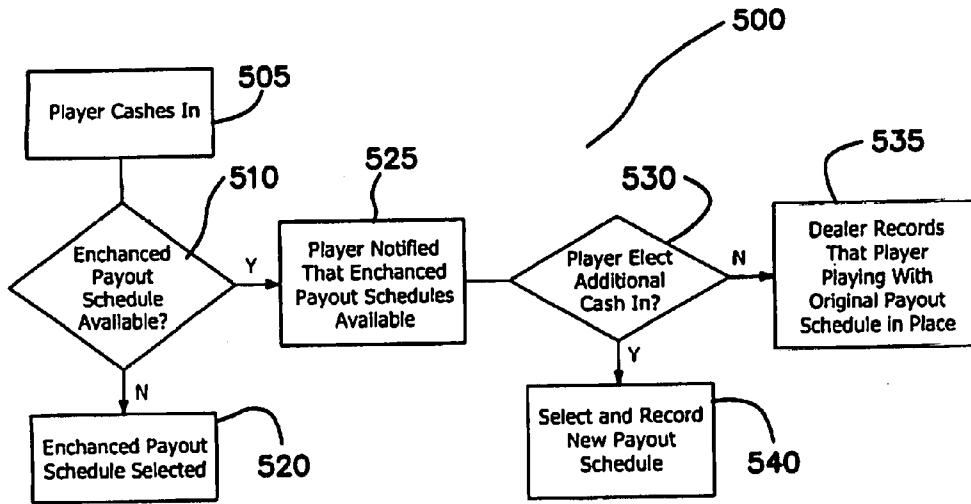 500
505
Player Cashes In
510
Enchanced
Payout
Schedule
Available?
Y
N
Enchanced Payout
Schedule Selected
520
525
Player Notified
That Enchanced
Payout Schedules
Available
530
Player Elect
Additional
Cash In?
N
Y
535
Dealer Records
That Player
Playing With
Original Payout
Schedule in Place
Select and Record
New Payout
Schedule
540